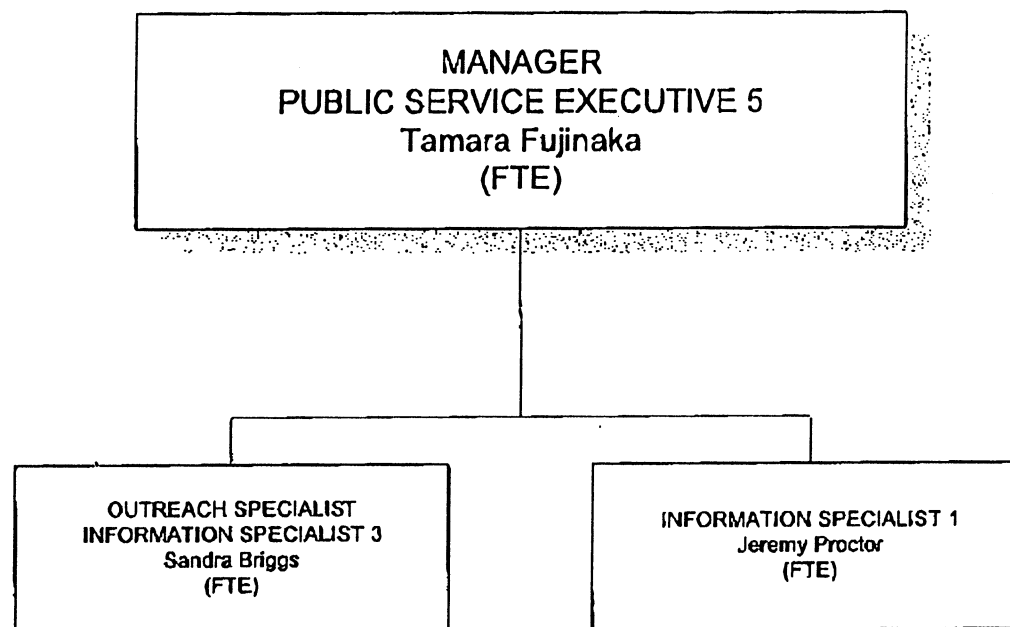 MANAGER
PUBLIC SERVICE EXECUTIVE 5
Tamara Fujinaka
(FTE)
OUTREACH SPECIALIST
INFORMATION SPECIALIST 3
Sandra Briggs
(FTE)
INFORMATION SPECIALIST 1
Jeremy Proctor
(FTE)